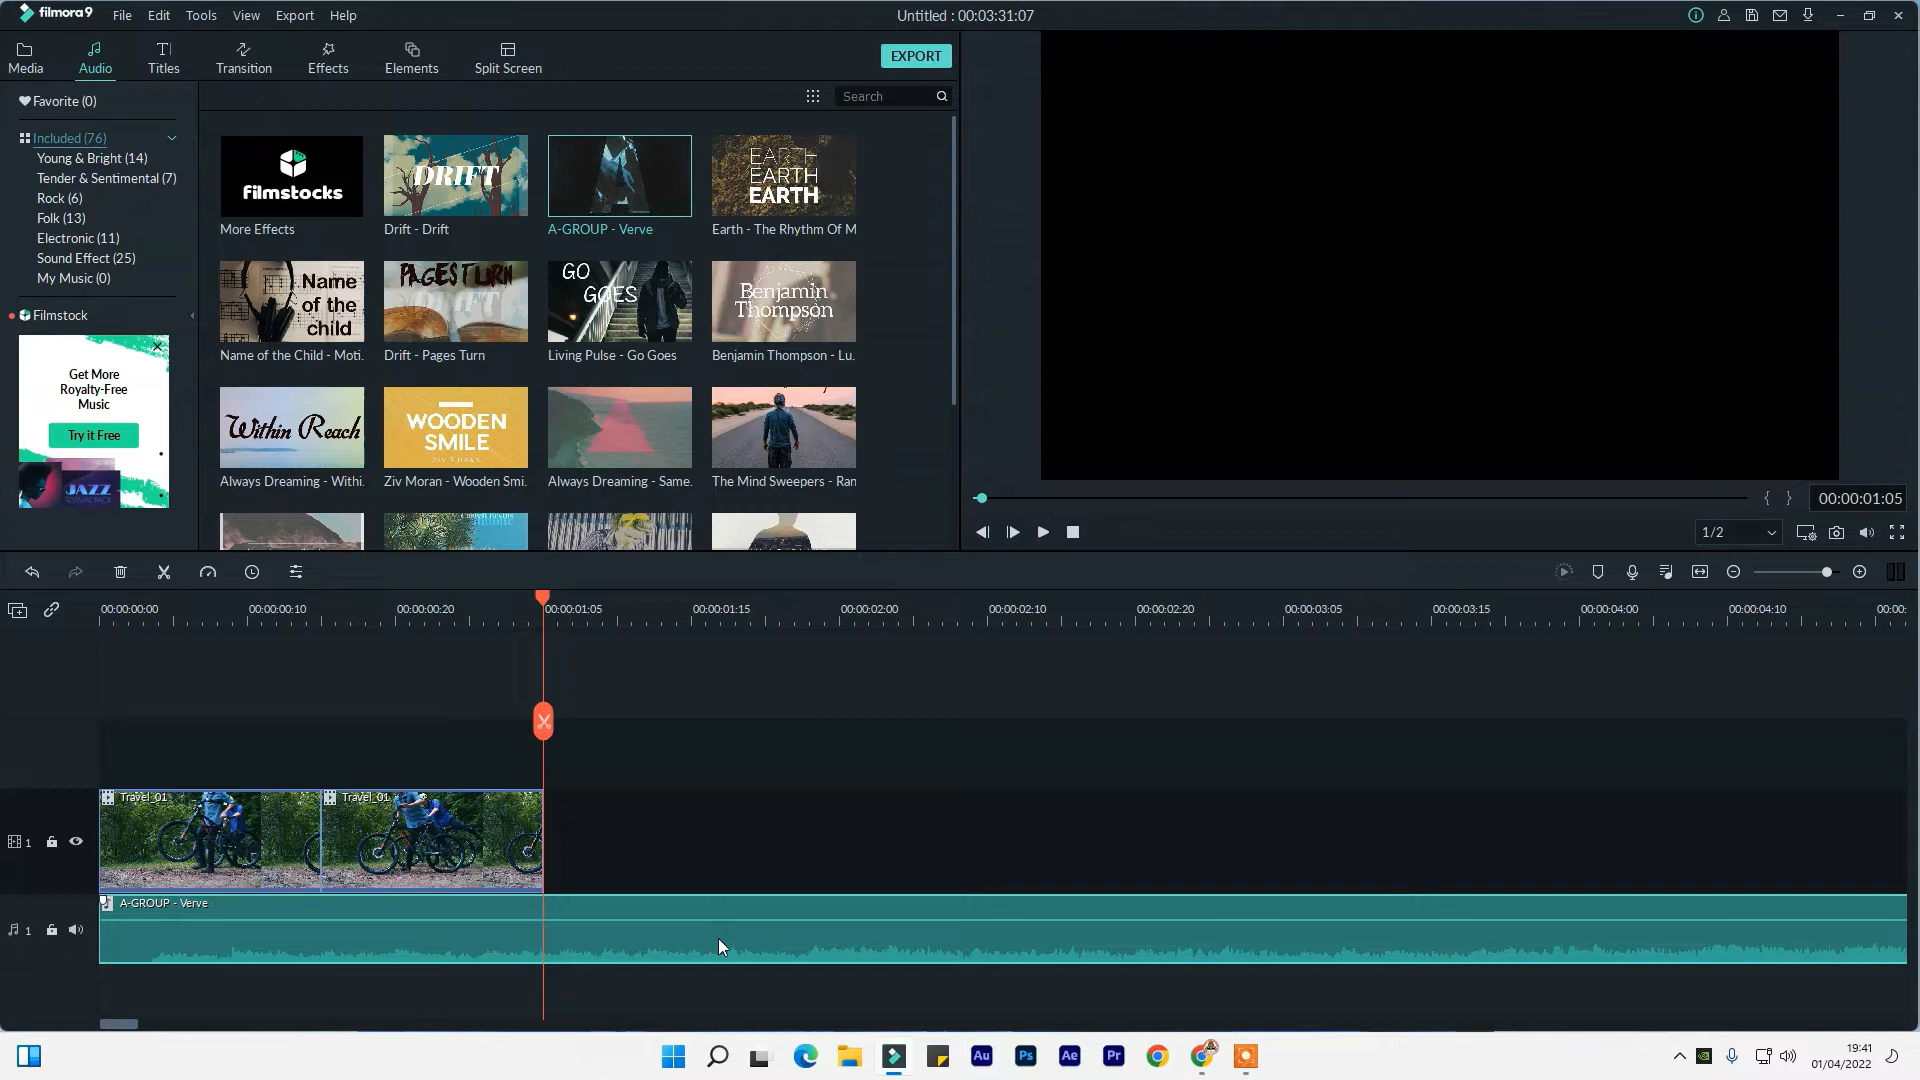 filmora9 File Edit Tools View Export Help Untitled : 00:03:31:07
Media Audio Titles Transition Effects Elements Split Screen EXPORT
Favorite (0)
Search
Included (76)
Young & Bright (14)
Tender & Sentimental (7)
Rock (6)
Folk (13)
Electronic (11)
Sound Effect (25)
My Music (0)
Filmstock
Get More
Royalty-Free
Music
Try it Free
JAZZ
filmstocks
More Effects
DRIFT
Drift - Drift
A-GROUP - Verve
EARTH
EARTH
EARTH
Earth - The Rhythm Of M
Name
of the
child
Name of the Child - Moti.
PAGES TURN
DRIFT
Drift - Pages Turn
GO
GOES
Living Pulse - Go Goes
Benjamin
Thompson
Benjamin Thompson - Lu.
Within Reach
Always Dreaming - Withi.
WOODEN
SMILE
ZIV MORAN
Ziv Moran - Wooden Smi.
Always Dreaming - Same.
The Mind Sweepers - Ran
{ } 00:00:01:05
1/2
00:00:00:00 00:00:00:10 00:00:00:20 00:00:01:05 00:00:01:15 00:00:02:00 00:00:02:10 00:00:02:20 00:00:03:05 00:00:03:15 00:00:04:00 00:00:04:10 00:00:
Travel_01 Travel_01
1
A-GROUP - Verve
1
Au Ps Ae Pr
19:41
01/04/2022